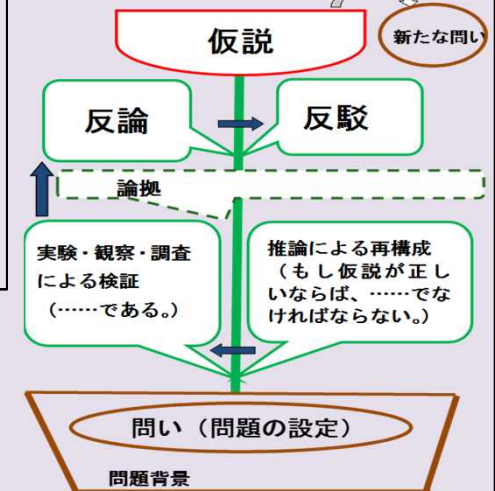 仮説
新たな問い
反論
反駁
論拠
実験・観察・調査
による検証
(……である。)
推論による再構成
(もし仮説が正し
いならば、……でな
ければならない。)
問い(問題の設定)
問題背景